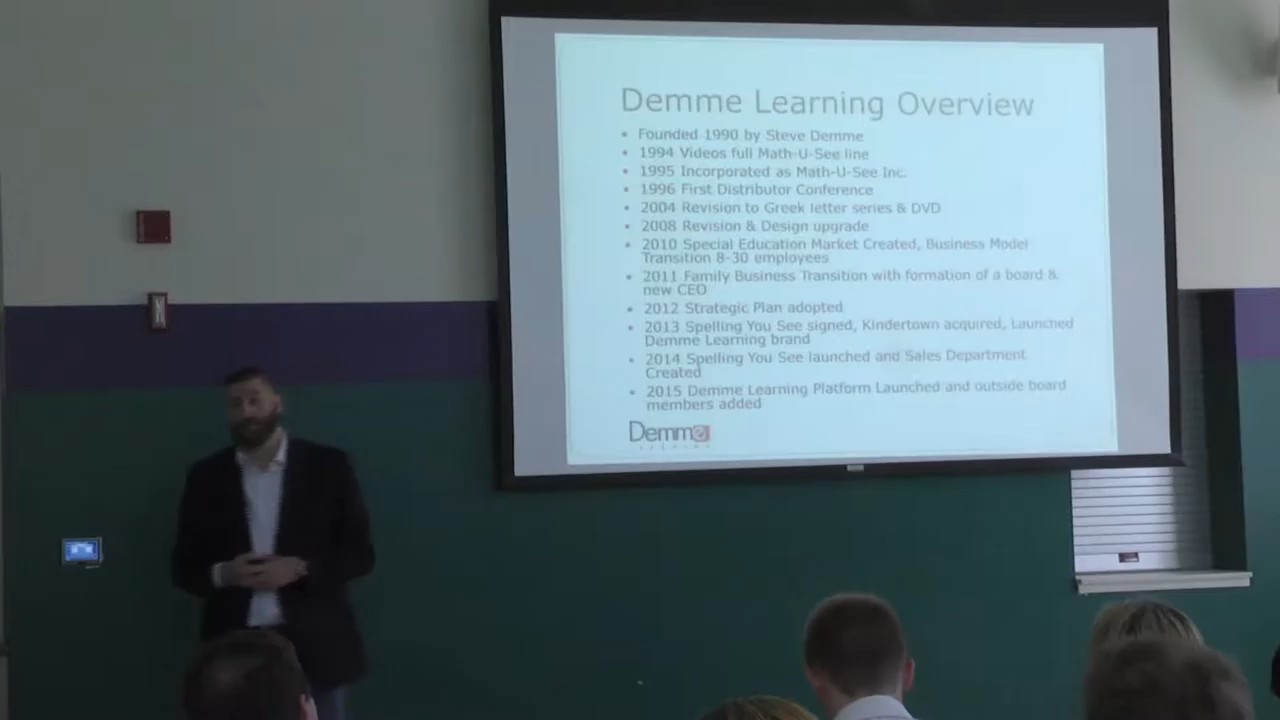 Demme Learning Overview
• Founded 1990 by Steve Demme
• 1994 Videos full Math-U-See line
• 1995 Incorporated as Math-U-See Inc.
• 1996 First Distributor Conference
• 2004 Revision to Greek letter series & DVD
• 2008 Revision & Design upgrade
• 2010 Special Education Market Created, Business Model
Transition 8-30 employees
• 2011 Family Business Transition with formation of a board &
new CEO
• 2012 Strategic Plan adopted
• 2013 Spelling You See signed, Kindertown acquired, Launched
Demme Learning brand
• 2014 Spelling You See launched and Sales Department
Created
• 2015 Demme Learning Platform Launched and outside board
members added
Demme